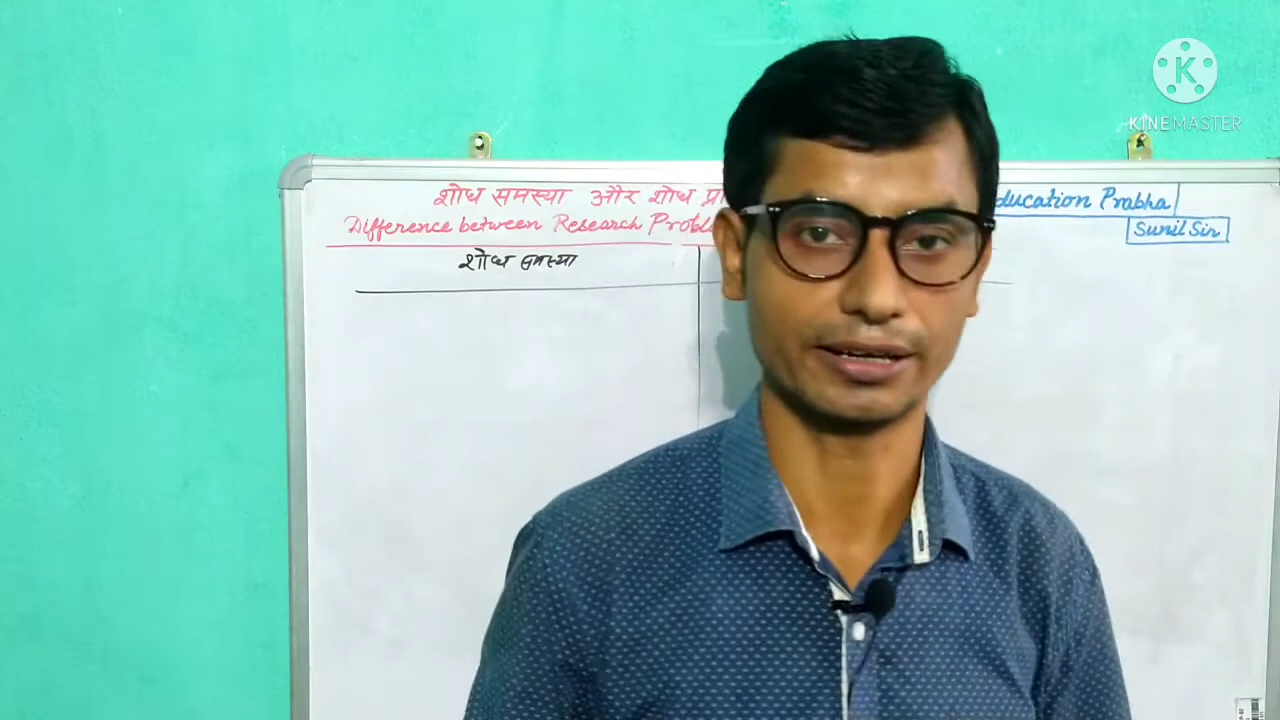 शोध समस्या और शोध प्र
Difference between Research Probl
ducation Prabha
Sunil Sir
शोध समस्या
KINEMASTER